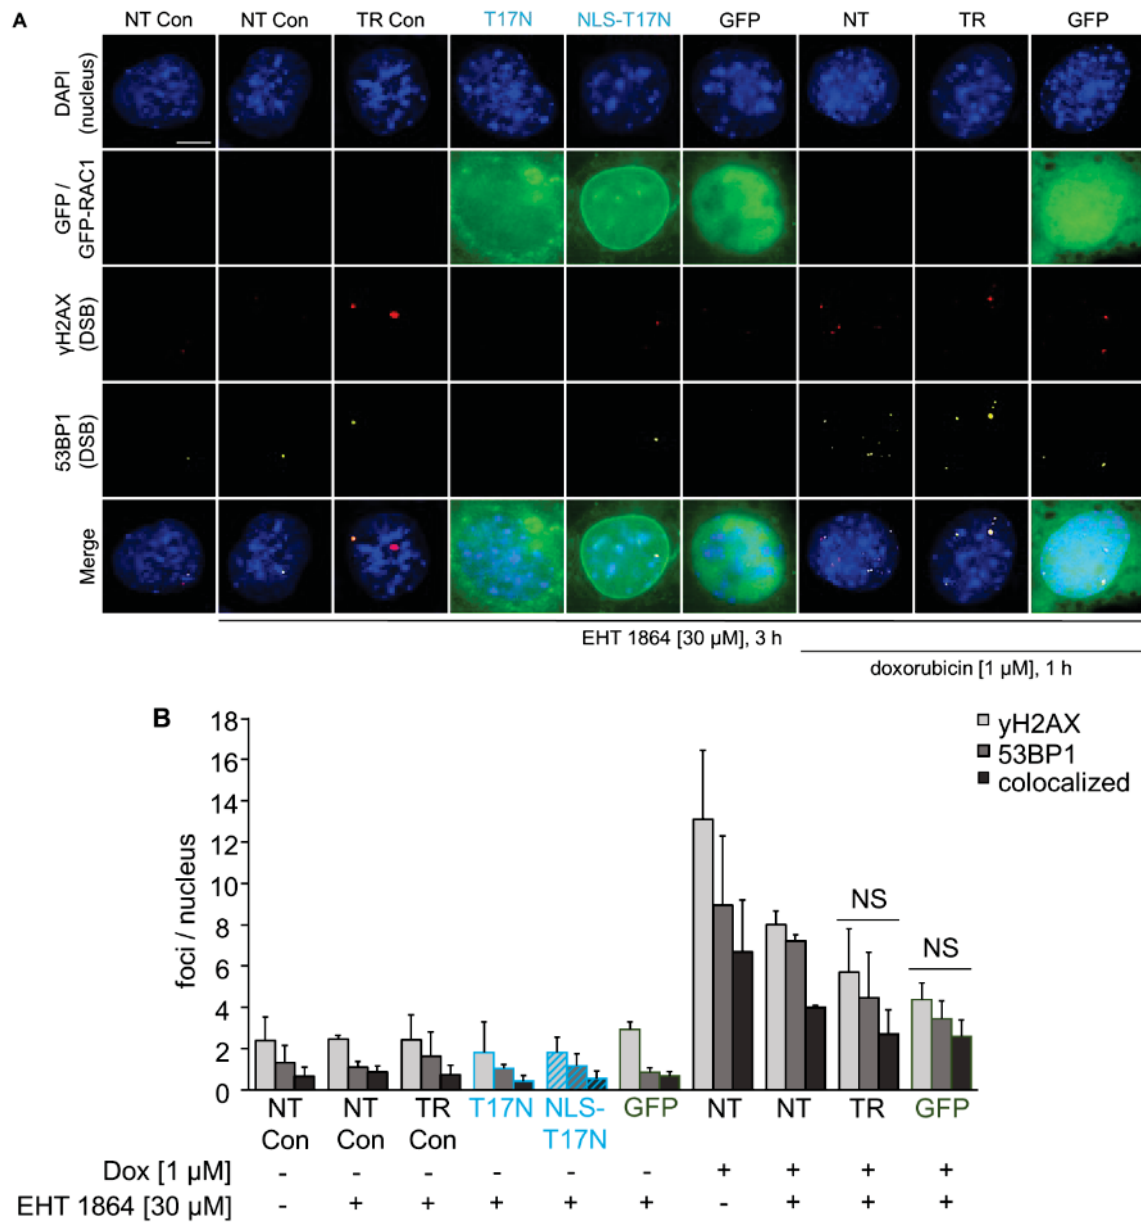 A
NT Con NT Con TR Con T17N NLS-T17N GFP NT TR GFP
DAPI
(nucleus)
GFP /
GFP-RAC1
γH2AX
(DSB)
53BP1
(DSB)
Merge
EHT 1864 [30 μM], 3 h
doxorubicin [1 μM], 1 h
B
foci / nucleus
18
16
14
12
10
8
6
4
2
0
γH2AX
53BP1
colocalized
NS
NS
NT NT TR T17N NLS- GFP NT NT TR GFP
Con Con Con T17N
Dox [1 μM] - - - - - - + + + +
EHT 1864 [30 μM] - + + + + + - + + +